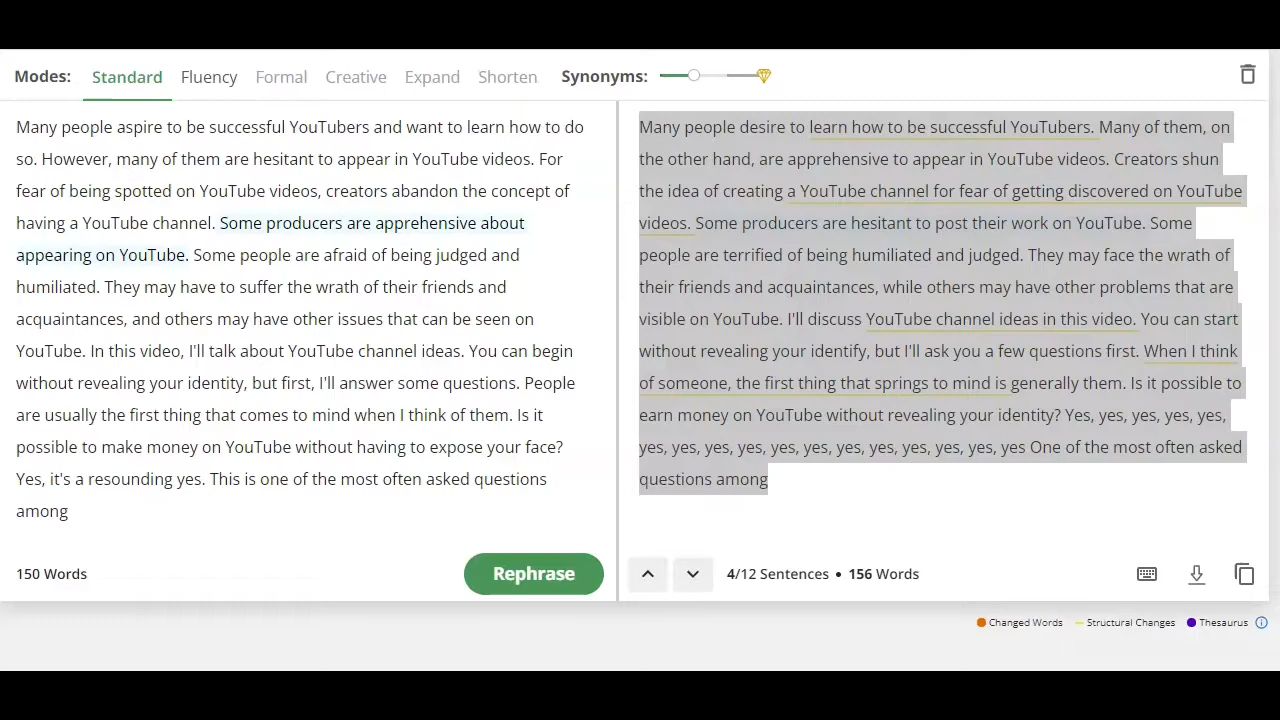 Modes: Standard Fluency Formal Creative Expand Shorten Synonyms:
Many people aspire to be successful YouTubers and want to learn how to do
so. However, many of them are hesitant to appear in YouTube videos. For
fear of being spotted on YouTube videos, creators abandon the concept of
having a YouTube channel. Some producers are apprehensive about
appearing on YouTube. Some people are afraid of being judged and
humiliated. They may have to suffer the wrath of their friends and
acquaintances, and others may have other issues that can be seen on
YouTube. In this video, I'll talk about YouTube channel ideas. You can begin
without revealing your identity, but first, I'll answer some questions. People
are usually the first thing that comes to mind when I think of them. Is it
possible to make money on YouTube without having to expose your face?
Yes, it's a resounding yes. This is one of the most often asked questions
among
150 Words
Rephrase
Many people desire to learn how to be successful YouTubers. Many of them, on
the other hand, are apprehensive to appear in YouTube videos. Creators shun
the idea of creating a YouTube channel for fear of getting discovered on YouTube
videos. Some producers are hesitant to post their work on YouTube. Some
people are terrified of being humiliated and judged. They may face the wrath of
their friends and acquaintances, while others may have other problems that are
visible on YouTube. I'll discuss YouTube channel ideas in this video. You can start
without revealing your identify, but I'll ask you a few questions first. When I think
of someone, the first thing that springs to mind is generally them. Is it possible to
earn money on YouTube without revealing your identity? Yes, yes, yes, yes, yes,
yes, yes, yes, yes, yes, yes, yes, yes, yes, yes, yes, yes One of the most often asked
questions among
4/12 Sentences • 156 Words
Changed Words Structural Changes Thesaurus